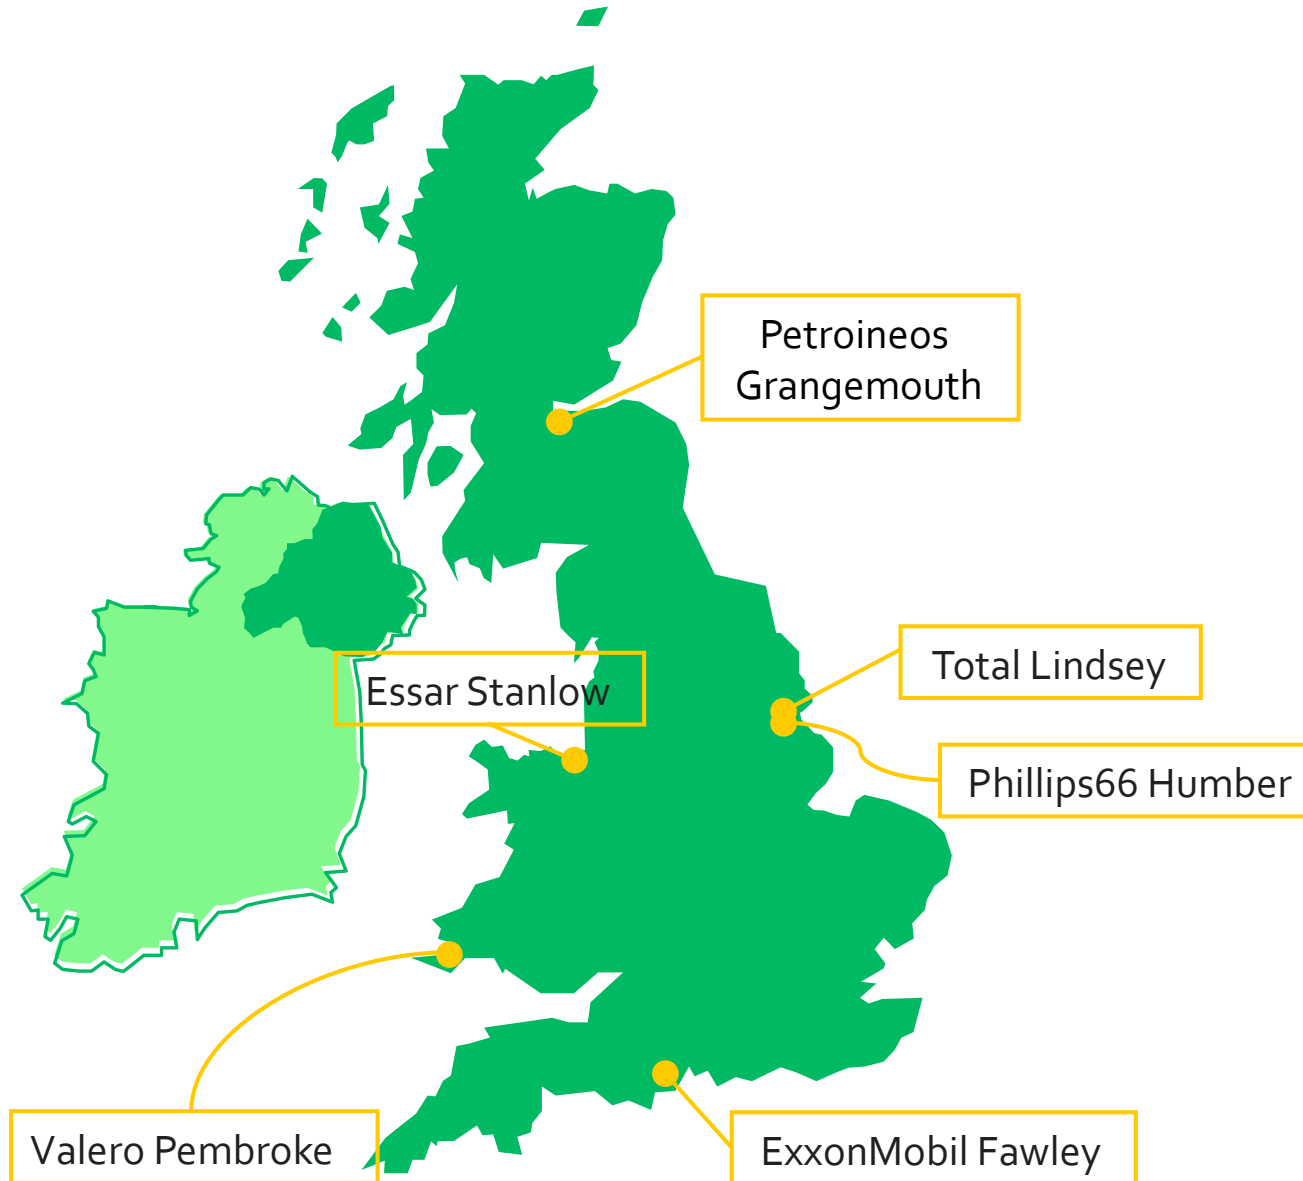 Petroineos
Grangemouth
Total Lindsey
Essar Stanlow
Phillips66 Humber
Valero Pembroke
ExxonMobil Fawley